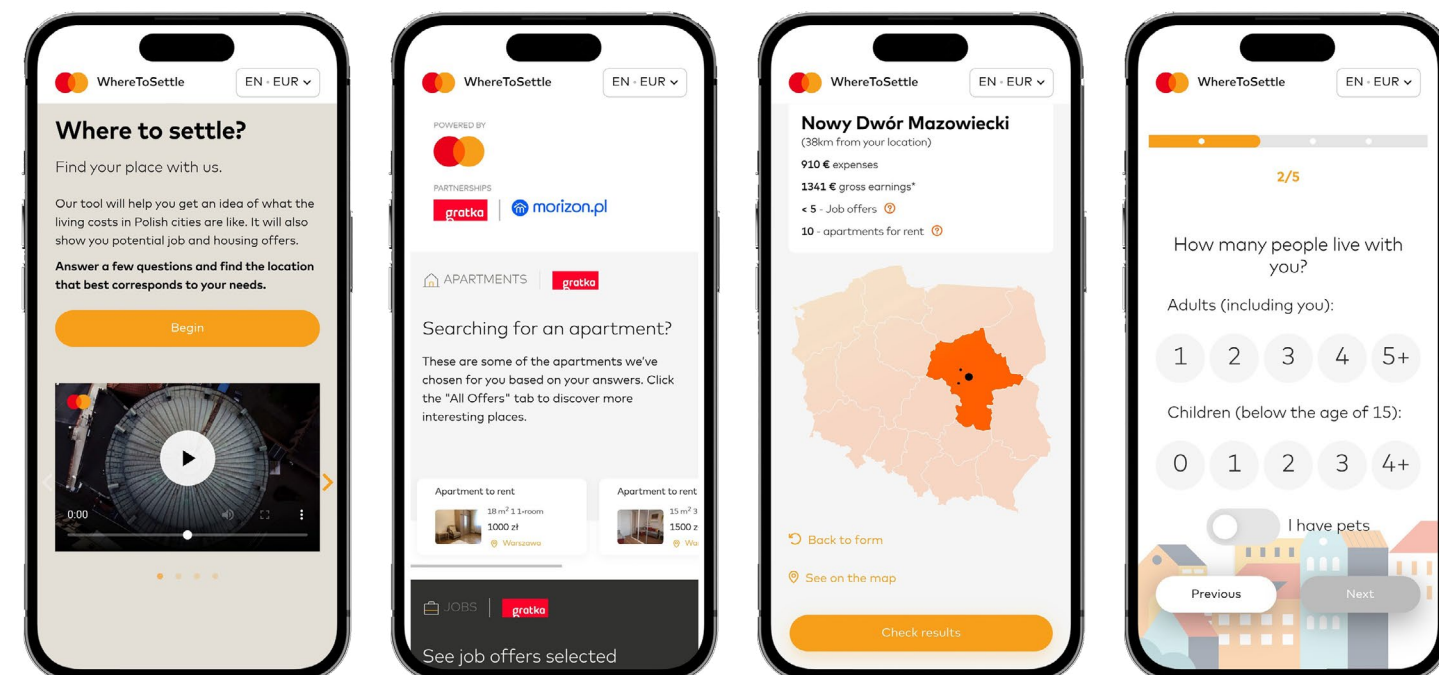 WhereToSettle
EN - EUR
Where to settle?
Find your place with us.
Our tool will help you get an idea of what the
living costs in Polish cities are like. It will also
show you potential job and housing offers.
Answer a few questions and find the location
that best corresponds to your needs.
Begin
0:00
WhereToSettle
EN - EUR
POWERED BY
PARTNERSHIPS
gratka
morizon.pl
APARTMENTS
gratka
Searching for an apartment?
These are some of the apartments we've
chosen for you based on your answers. Click
the "All Offers" tab to discover more
interesting places.
Apartment to rent
18 m² 1 1-room
1000 zł
Warszawa
Apartment to rent
15 m² 3
1500 z
JOBS
gratka
See job offers selected
WhereToSettle
EN - EUR
Nowy Dwór Mazowiecki
(38km from your location)
910 € expenses
1341 € gross earnings*
< 5 - Job offers ?
10 - apartments for rent ?
Back to form
See on the map
Check results
WhereToSettle
EN - EUR
2/5
How many people live with
you?
Adults (including you):
1 2 3 4 5+
Children (below the age of 15):
0 1 2 3 4+
I have pets
Previous
Next